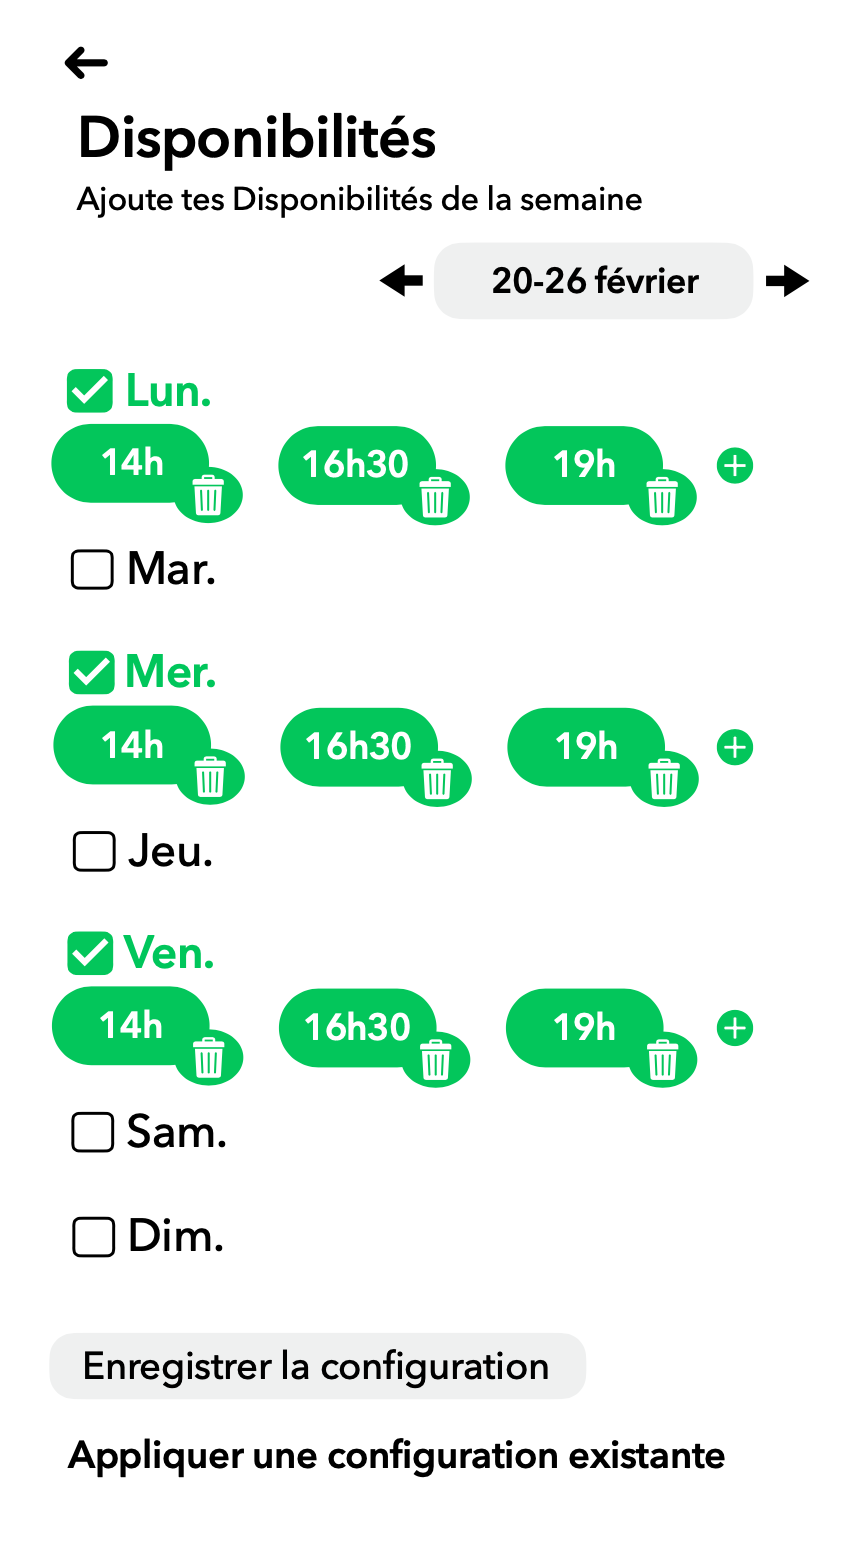 Disponibilités
Ajoute tes Disponibilités de la semaine
20-26 février
Lun.
14h 16h30 19h
Mar.
Mer.
14h 16h30 19h
Jeu.
Ven.
14h 16h30 19h
Sam.
Dim.
Enregistrer la configuration
Appliquer une configuration existante